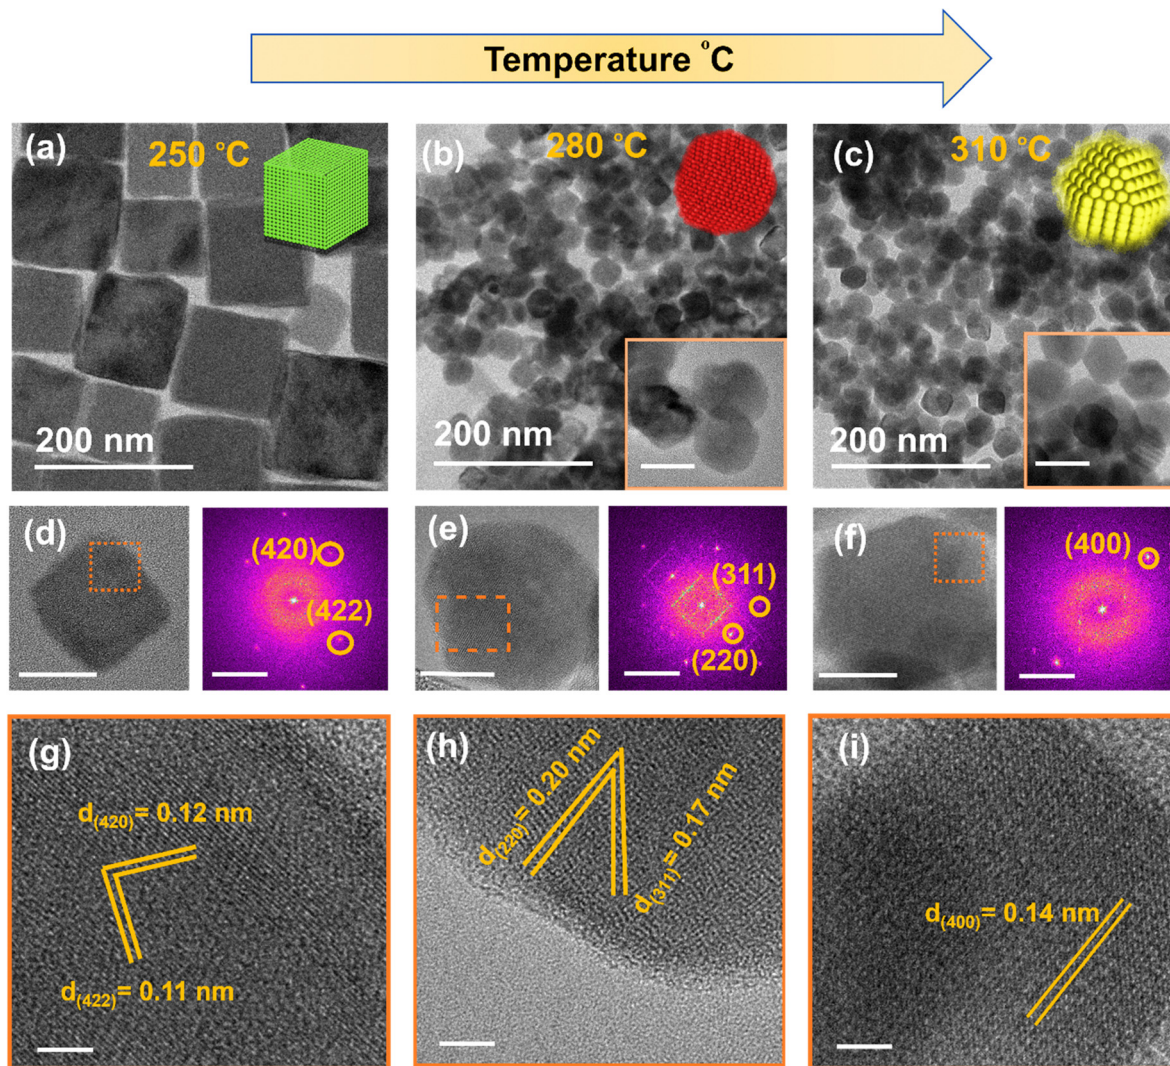 Temperature °C
(a)
250 °C
200 nm
(b)
280 °C
200 nm
(c)
310 °C
200 nm
(d)
(420)
(422)
(e)
(311)
(220)
(f)
(400)
(g)
d(420)= 0.12 nm
d(422)= 0.11 nm
(h)
d(220)= 0.20 nm
d(311)= 0.17 nm
(i)
d(400)= 0.14 nm